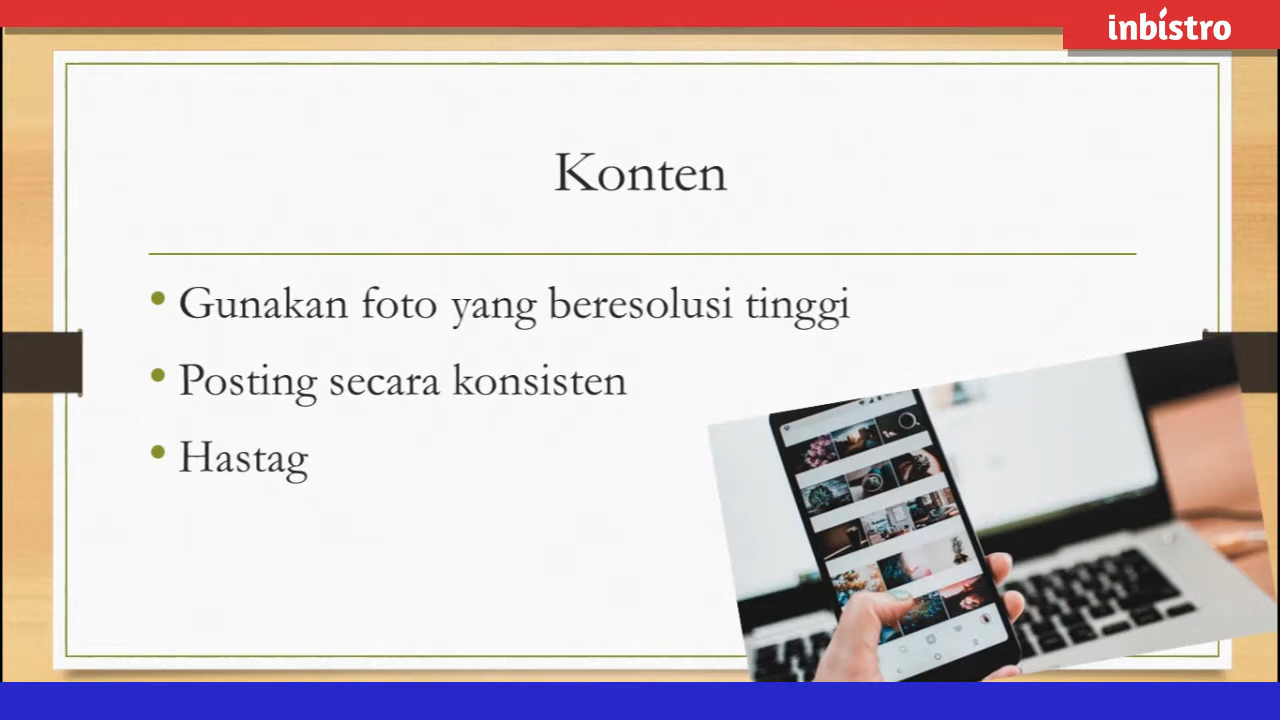 inbistro
Konten
• Gunakan foto yang beresolusi tinggi
• Posting secara konsisten
• Hastag